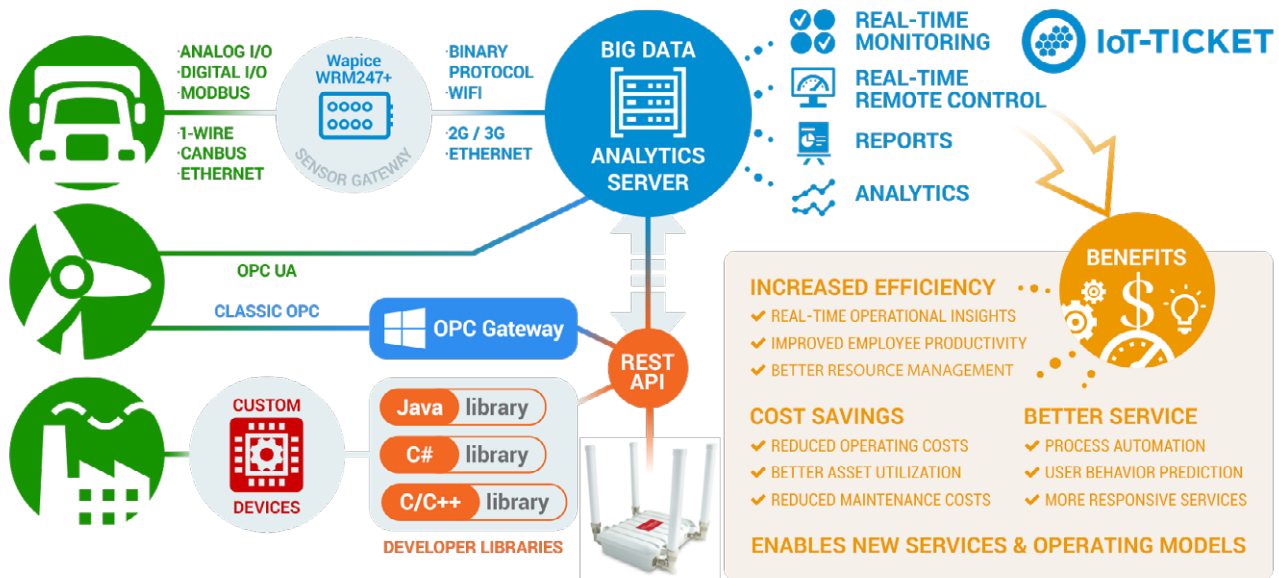 ·ANALOG I/O
·DIGITAL I/O
·MODBUS
·1-WIRE
·CANBUS
·ETHERNET
Wapice
WRM247+
SENSOR GATEWAY
·BINARY
PROTOCOL
·WIFI
·2G / 3G
·ETHERNET
BIG DATA
ANALYTICS
SERVER
REAL-TIME
MONITORING
REAL-TIME
REMOTE CONTROL
REPORTS
ANALYTICS
IoT-TICKET
OPC UA
CLASSIC OPC
OPC Gateway
REST
API
CUSTOM
DEVICES
Java library
C# library
C/C++ library
DEVELOPER LIBRARIES
BENEFITS
$
INCREASED EFFICIENCY
✓ REAL-TIME OPERATIONAL INSIGHTS
✓ IMPROVED EMPLOYEE PRODUCTIVITY
✓ BETTER RESOURCE MANAGEMENT
COST SAVINGS
✓ REDUCED OPERATING COSTS
✓ BETTER ASSET UTILIZATION
✓ REDUCED MAINTENANCE COSTS
BETTER SERVICE
✓ PROCESS AUTOMATION
✓ USER BEHAVIOR PREDICTION
✓ MORE RESPONSIVE SERVICES
ENABLES NEW SERVICES & OPERATING MODELS